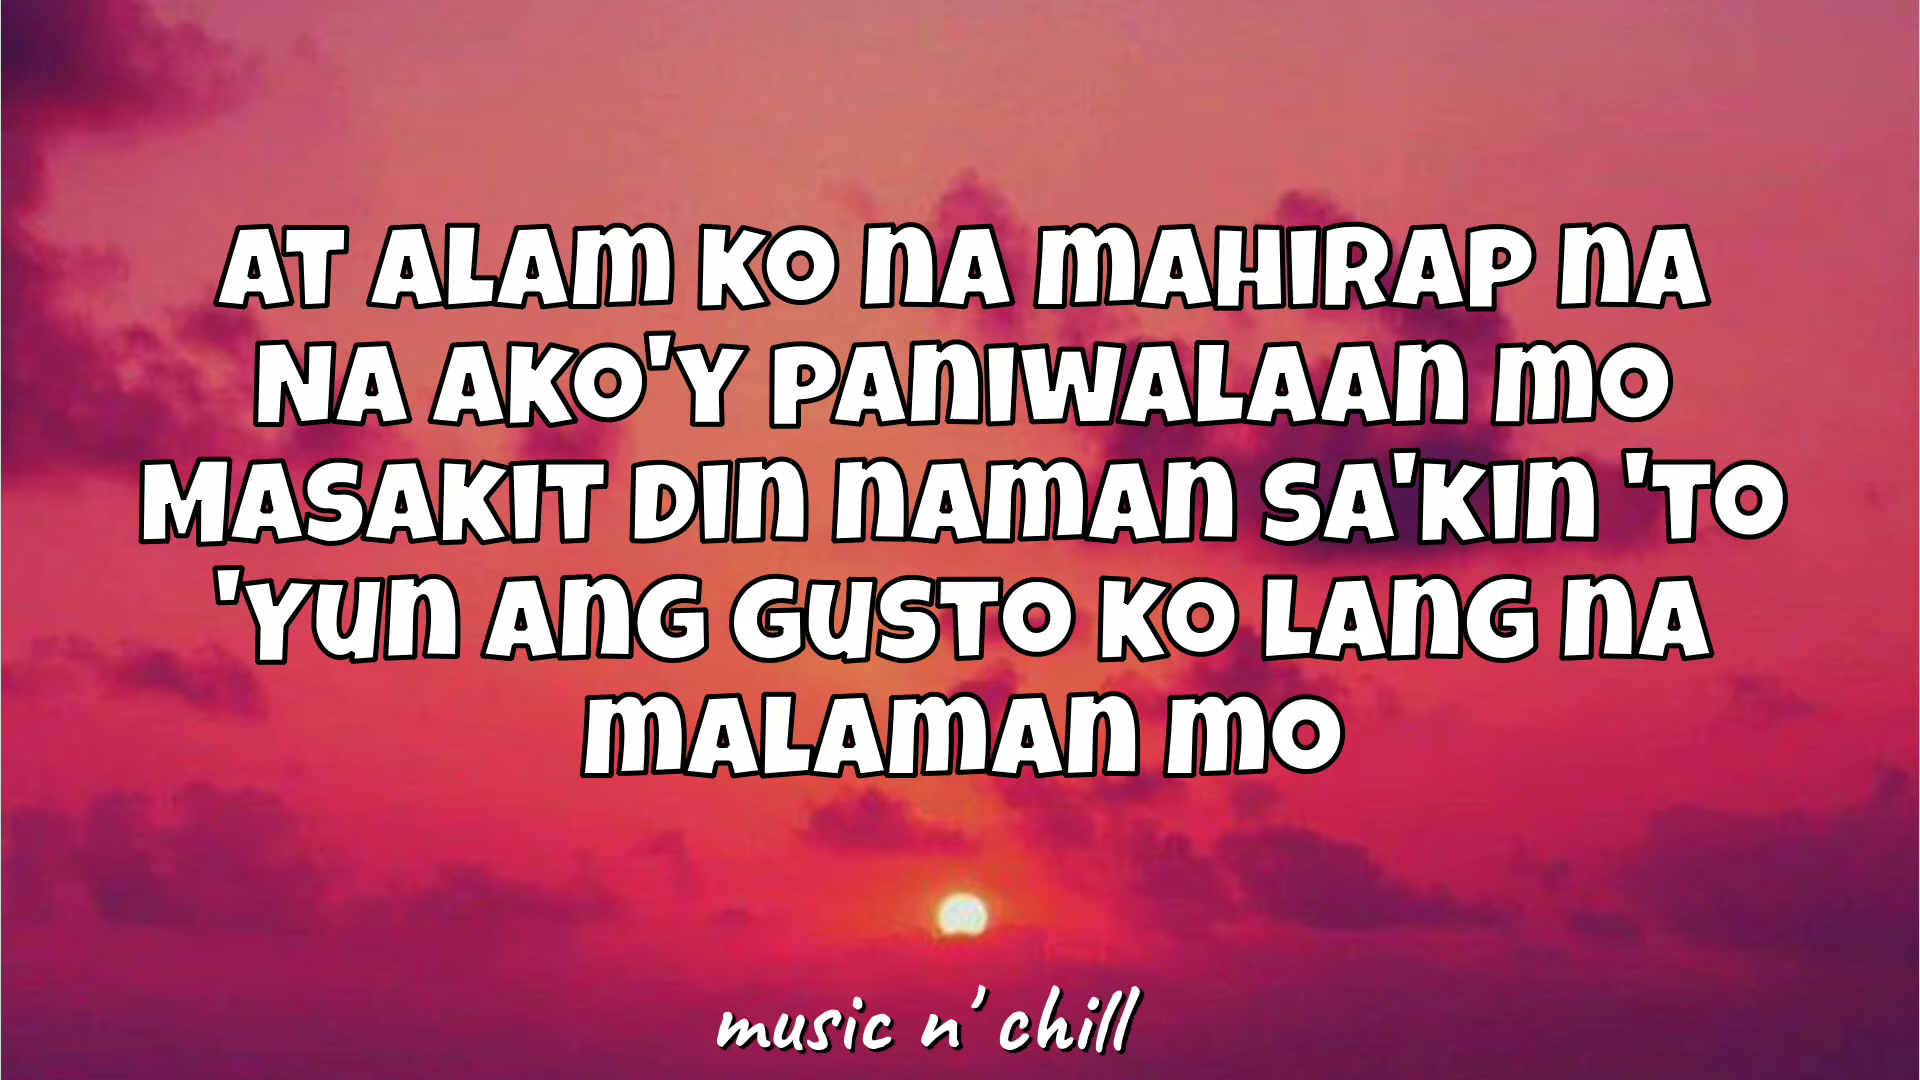 AT ALAM KO NA MAHIRAP NA
NA AKO'Y PANIWALAAN MO
MASAKIT DIN NAMAN SA'KIN 'TO
'YUN ANG GUSTO KO LANG NA
MALAMAN MO
music n' chill